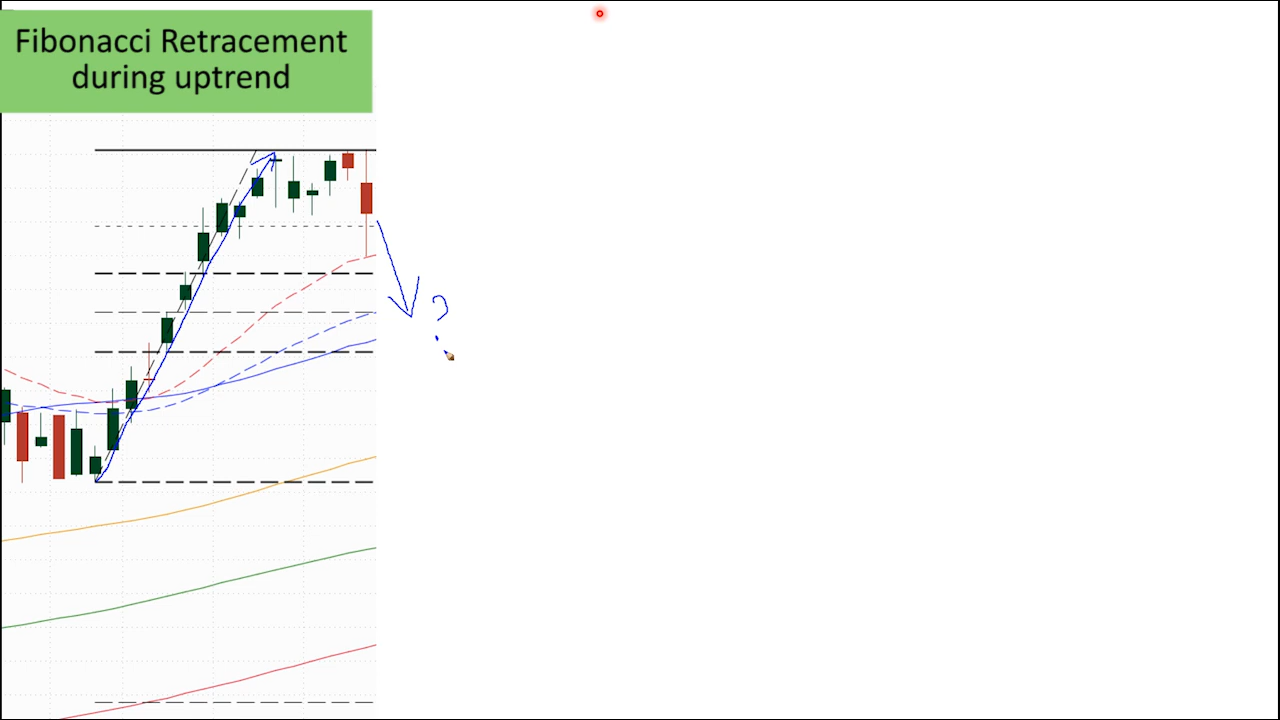 Fibonacci Retracement
during uptrend
?